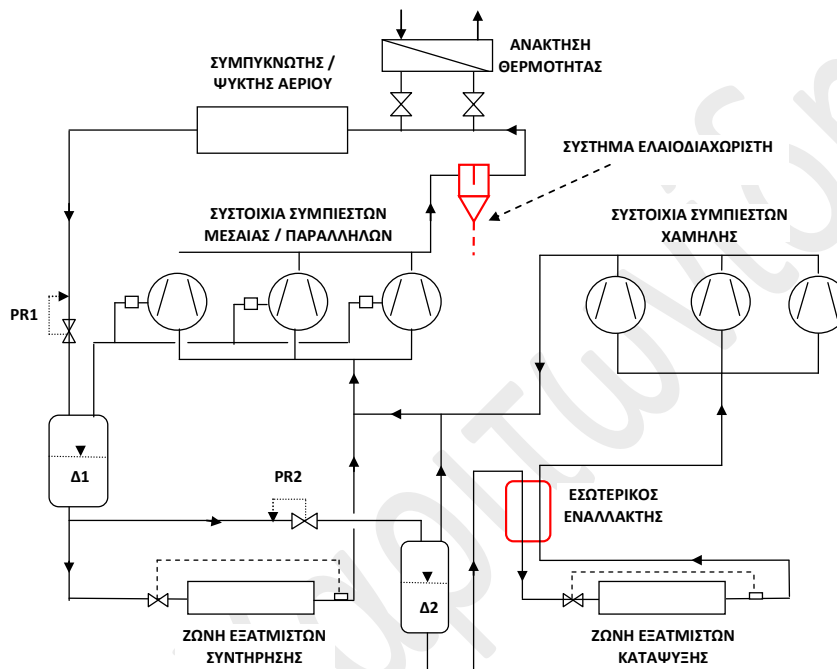 ΑΝΑΚΤΗΣΗ
ΘΕΡΜΟΤΗΤΑΣ
ΣΥΜΠΥΚΝΩΤΗΣ /
ΨΥΚΤΗΣ ΑΕΡΙΟΥ
ΣΥΣΤΗΜΑ ΕΛΑΙΟΔΙΑΧΩΡΙΣΤΗ
ΣΥΣΤΟΙΧΙΑ ΣΥΜΠΙΕΣΤΩΝ
ΜΕΣΑΙΑΣ / ΠΑΡΑΛΛΗΛΩΝ
ΣΥΣΤΟΙΧΙΑ ΣΥΜΠΙΕΣΤΩΝ
ΧΑΜΗΛΗΣ
PR1
Δ1
PR2
ΕΣΩΤΕΡΙΚΟΣ
ΕΝΑΛΛΑΚΤΗΣ
Δ2
ΖΩΝΗ ΕΞΑΤΜΙΣΤΩΝ
ΣΥΝΤΗΡΗΣΗΣ
ΖΩΝΗ ΕΞΑΤΜΙΣΤΩΝ
ΚΑΤΑΨΥΞΗΣ